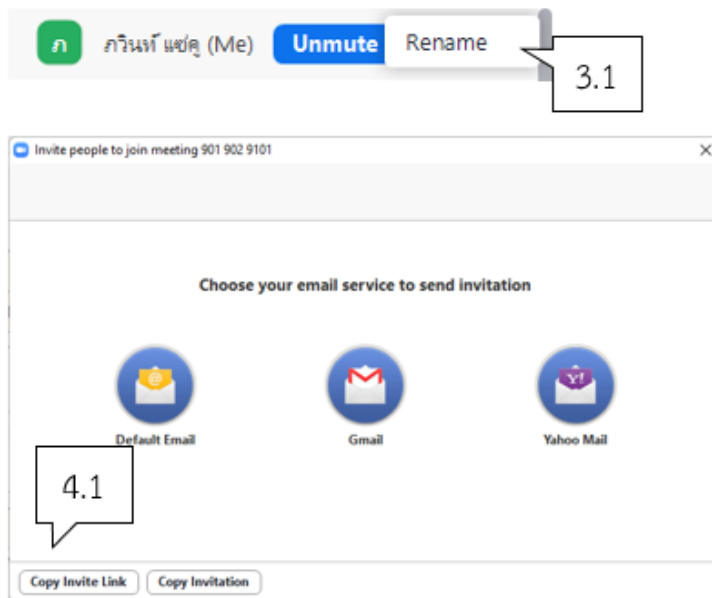 ภ ภวินท์ แซ่คู (Me) Unmute Rename
3.1
Invite people to join meeting 901 902 9101
Choose your email service to send invitation
Default Email Gmail Yahoo Mail
4.1
Copy Invite Link Copy Invitation